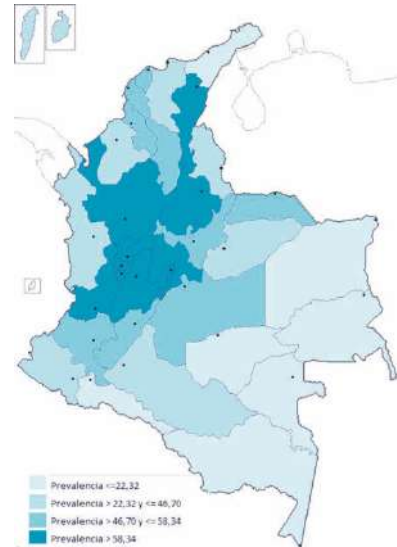 Prevalencia <=22,32
Prevalencia > 22,32 y <= 46,70
Prevalencia > 46,70 y <= 58,34
Prevalencia > 58,34